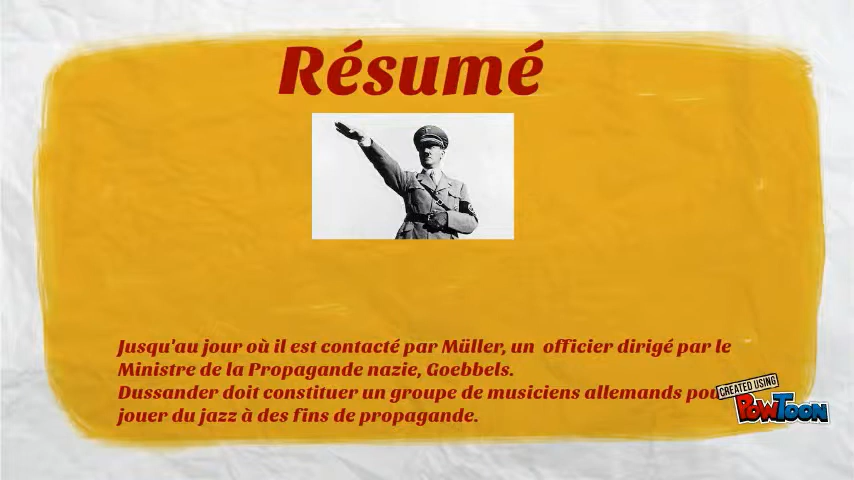 Résumé
Jusqu'au jour où il est contacté par Müller, un officier dirigé par le
Ministre de la Propagande nazie, Goebbels.
Dussander doit constituer un groupe de musiciens allemands pour
jouer du jazz à des fins de propagande.
CREATED USING
POWTOON